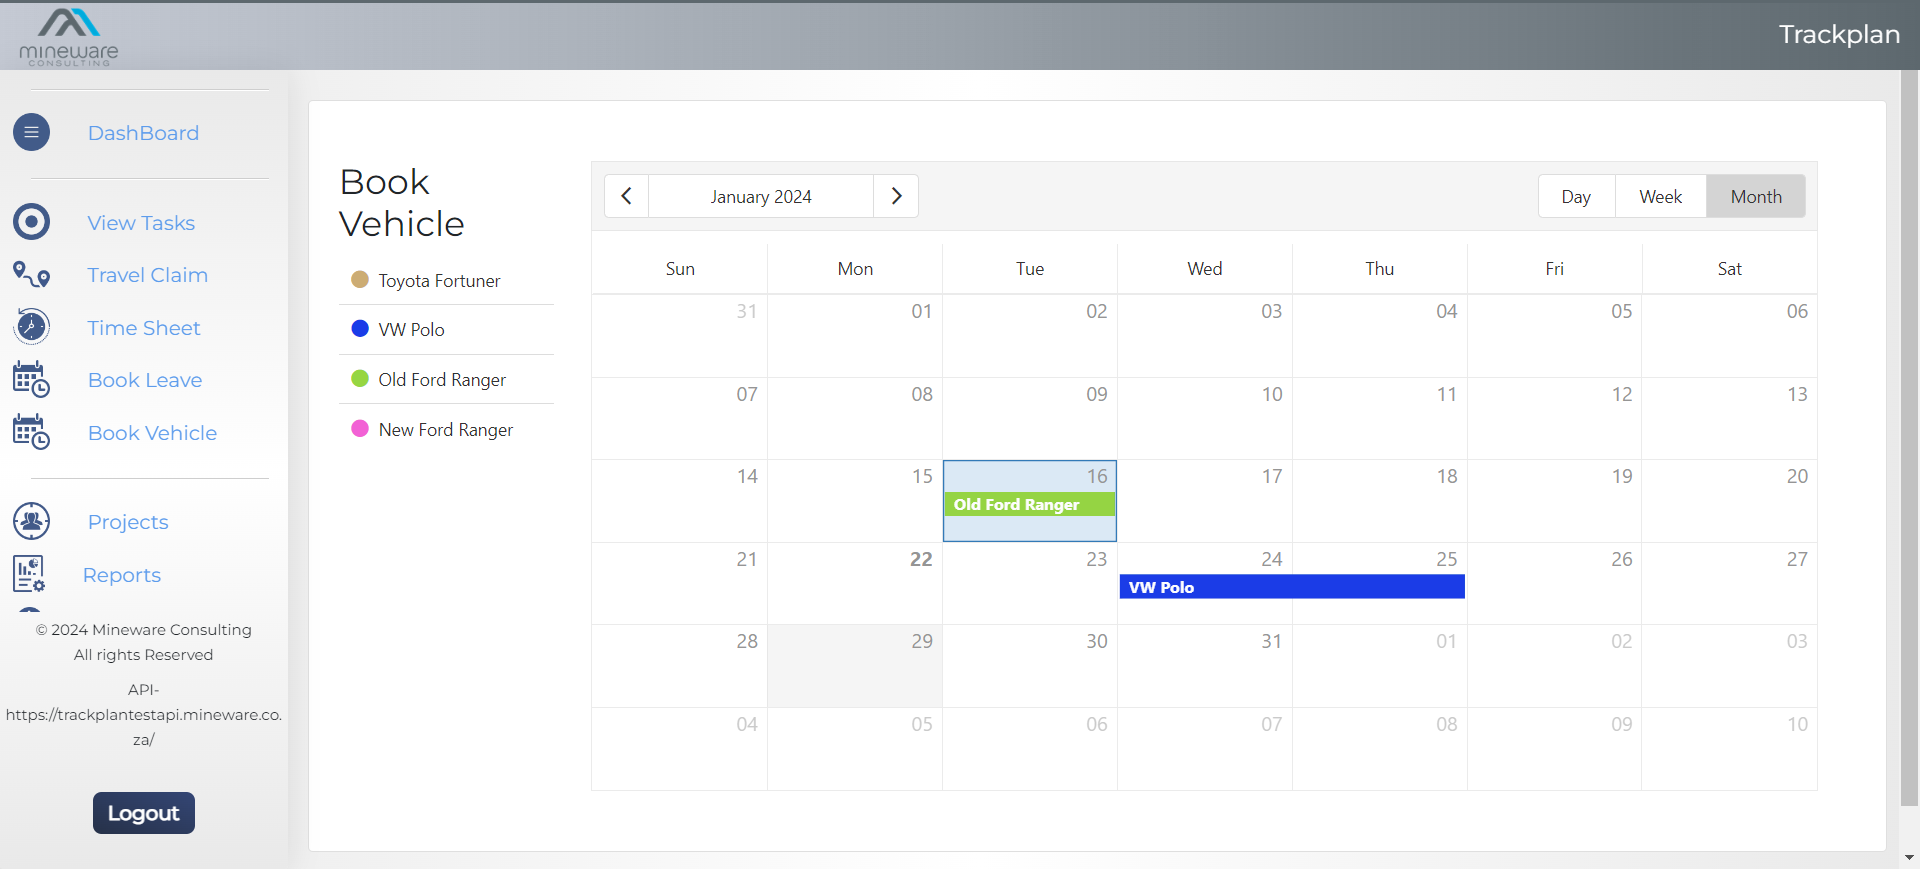 mineware
CONSULTING
Trackplan
DashBoard
View Tasks
Travel Claim
Time Sheet
Book Leave
Book Vehicle
Projects
Reports
© 2024 Mineware Consulting
All rights Reserved
API-
https://trackplantestapi.mineware.co.
za/
Logout
Book
Vehicle
Toyota Fortuner
VW Polo
Old Ford Ranger
New Ford Ranger
January 2024
Day Week Month
Sun Mon Tue Wed Thu Fri Sat
31 01 02 03 04 05 06
07 08 09 10 11 12 13
14 15 16 17 18 19 20
Old Ford Ranger
21 22 23 24 25 26 27
VW Polo
28 29 30 31 01 02 03
04 05 06 07 08 09 10